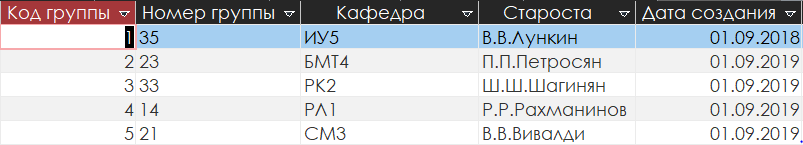 Код группы Номер группы Кафедра Староста Дата создания
1 35 ИУ5 В.В.Лункин 01.09.2018
2 23 БМТ4 П.П.Петросян 01.09.2019
3 33 РК2 Ш.Ш.Шагинян 01.09.2019
4 14 РЛ1 Р.Р.Рахманинов 01.09.2019
5 21 СМ3 В.В.Вивалди 01.09.2019